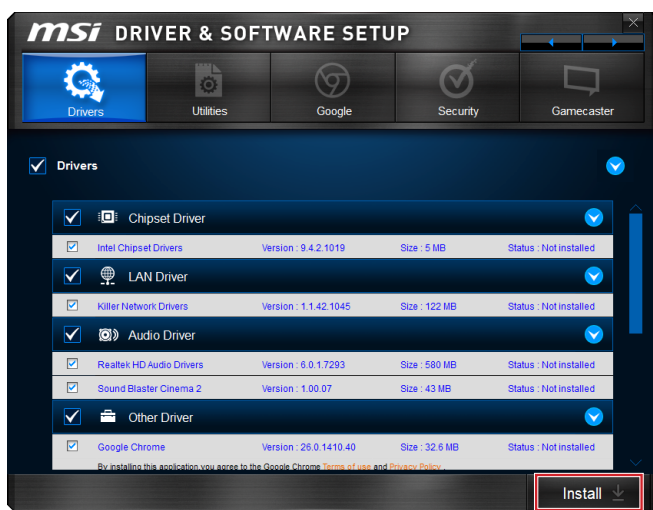 msi DRIVER & SOFTWARE SETUP
Drivers Utilities Google Security Gamecaster
Drivers
Chipset Driver
Intel Chipset Drivers Version : 9.4.2.1019 Size : 5 MB Status : Not installed
LAN Driver
Killer Network Drivers Version : 1.1.42.1045 Size : 122 MB Status : Not installed
Audio Driver
Realtek HD Audio Drivers Version : 6.0.1.7293 Size : 580 MB Status : Not installed
Sound Blaster Cinema 2 Version : 1.00.07 Size : 43 MB Status : Not installed
Other Driver
Google Chrome Version : 26.0.1410.40 Size : 32.6 MB Status : Not installed
By installing this application,you agree to the Google Chrome Terms of use and Privacy Policy .
Install